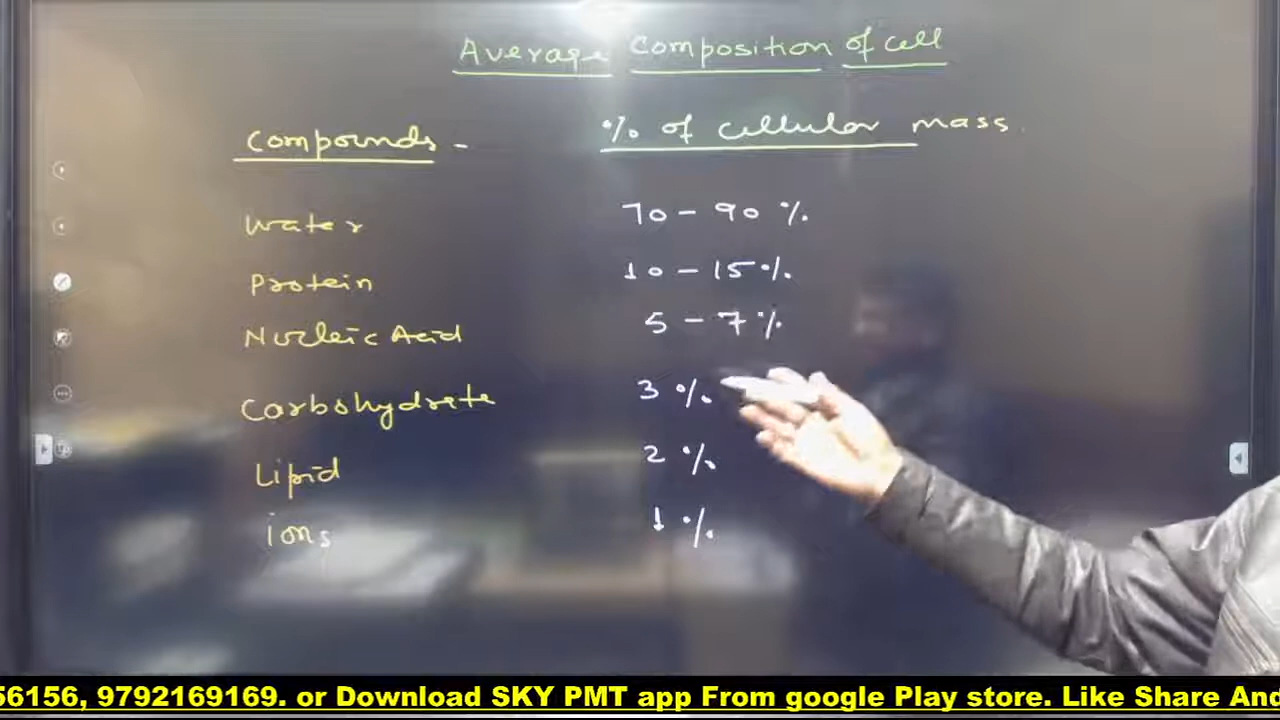 Average Composition of cell
Compounds - % of cellular mass.
Water 70 - 90 %
Protein 10 - 15 %
Nucleic Acid 5 - 7 %
Carbohydrate 3 %
Lipid 2 %
ions 1 %
56156, 9792169169. or Download SKY PMT app From google Play store. Like Share And